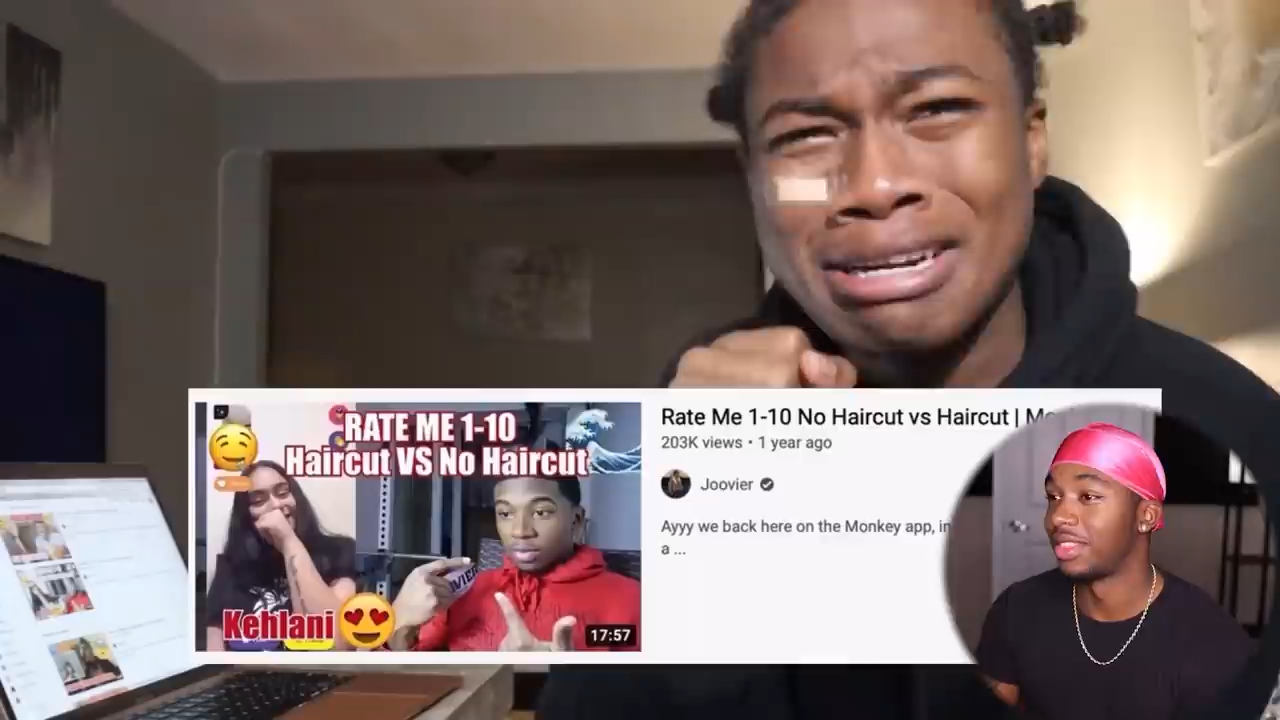 RATE ME 1-10
Haircut VS No Haircut
Kehlani
17:57
Rate Me 1-10 No Haircut vs Haircut |
203K views • 1 year ago
Joovier
Ayyy we back here on the Monkey app, in
a ...